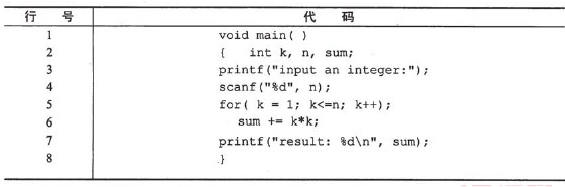 行 号 代 码
1 void main( )
2 { int k, n, sum;
3 printf("input an integer:");
4 scanf("%d", n);
5 for( k = 1; k<=n; k++);
6 sum += k*k;
7 printf("result: %d\n", sum);
8 }